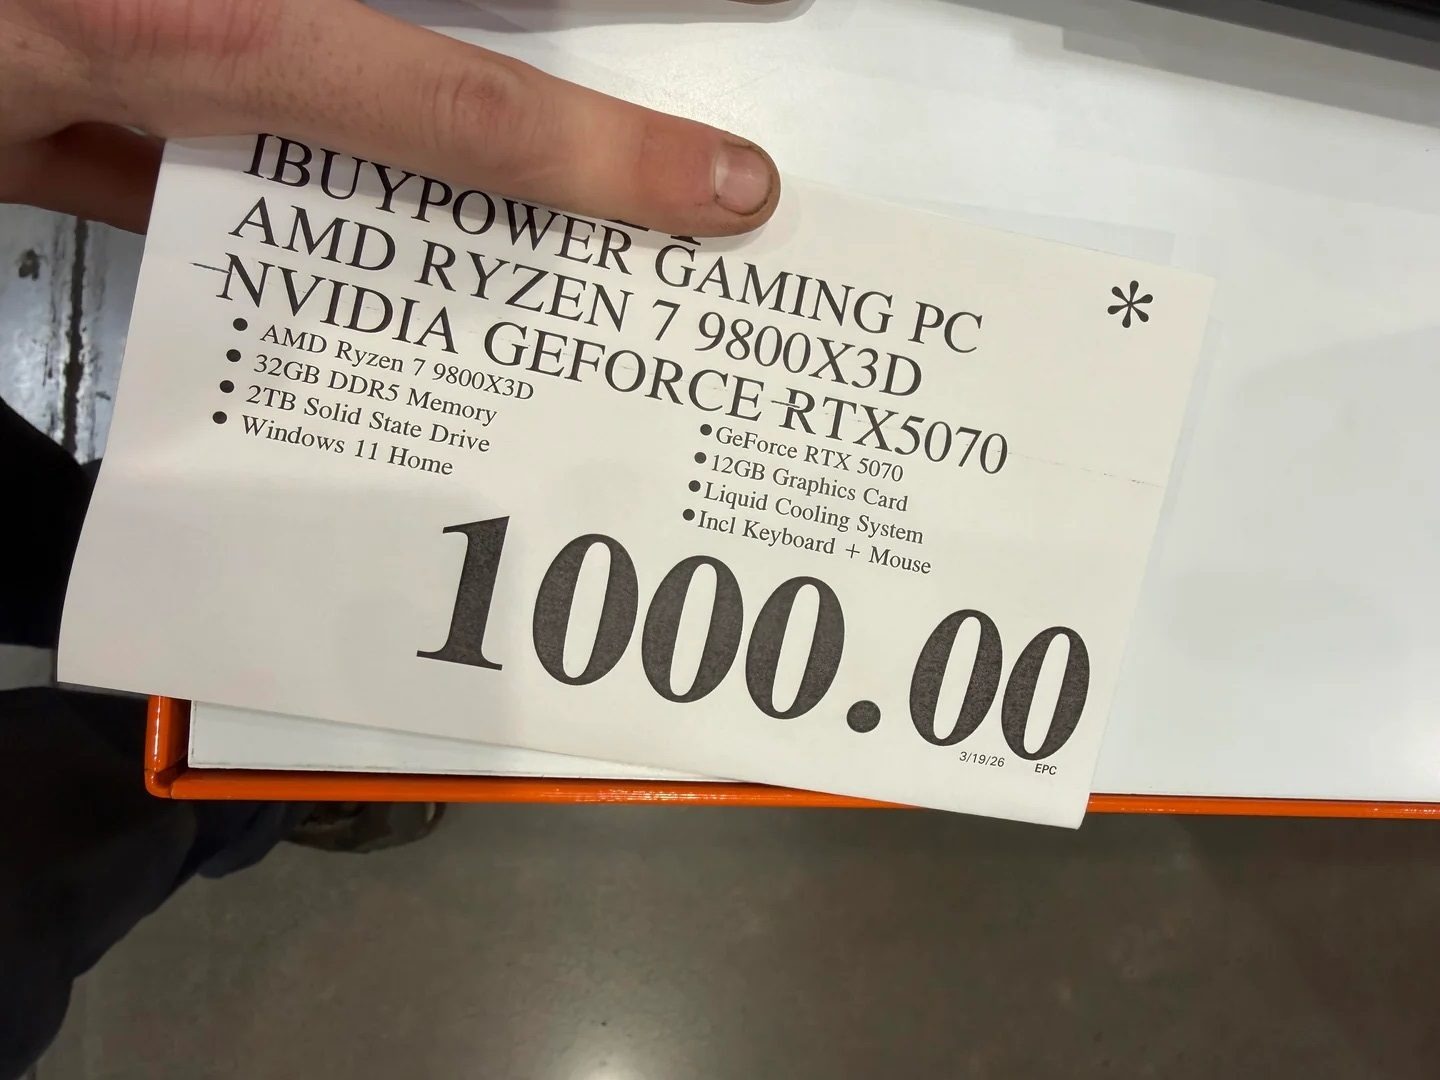 IBUYPOWER GAMING PC
*
AMD RYZEN 7 9800X3D
NVIDIA GEFORCE RTX5070
• AMD Ryzen 7 9800X3D
• 32GB DDR5 Memory
• 2TB Solid State Drive
• Windows 11 Home
• GeForce RTX 5070
• 12GB Graphics Card
• Liquid Cooling System
• Incl Keyboard + Mouse
1000.00
3/19/26 EPC